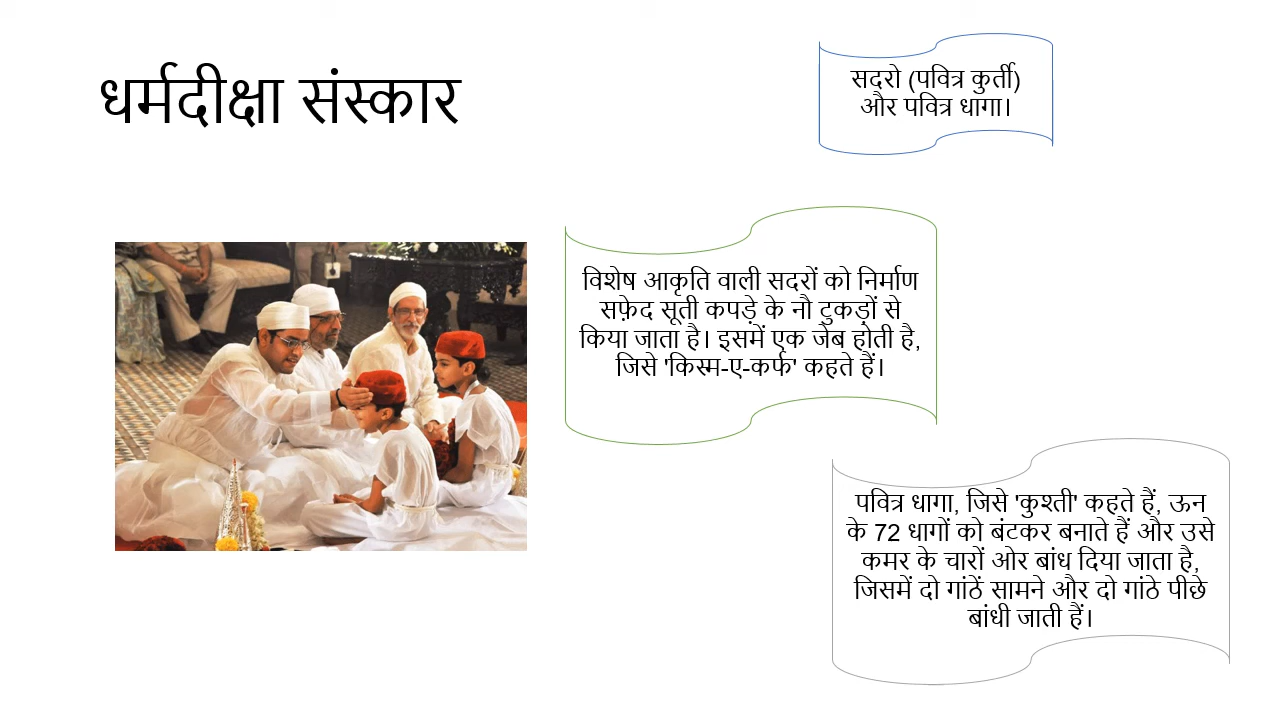 धर्मदीक्षा संस्कार
सदरो (पवित्र कुर्ती)
और पवित्र धागा।
विशेष आकृति वाली सदरों को निर्माण
सफ़ेद सूती कपड़े के नौ टुकड़ों से
किया जाता है। इसमें एक जेब होती है,
जिसे 'किस्म-ए-कर्फ' कहते हैं।
पवित्र धागा, जिसे 'कुश्ती' कहते हैं, ऊन
के 72 धागों को बंटकर बनाते हैं और उसे
कमर के चारों ओर बांध दिया जाता है,
जिसमें दो गांठें सामने और दो गांठे पीछे
बांधी जाती हैं।